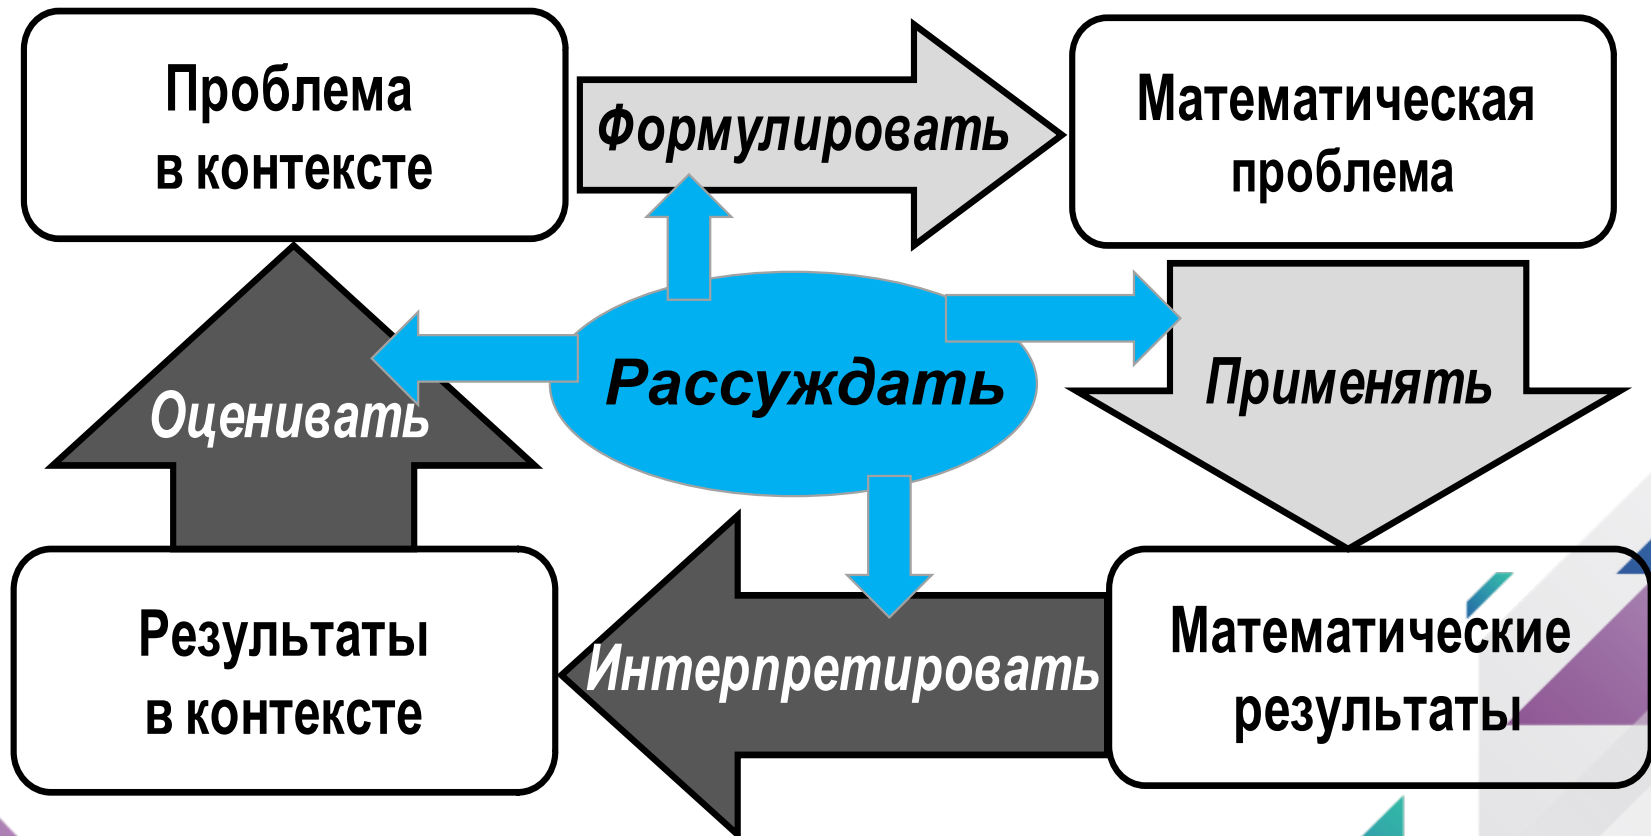 Проблема
в контексте
Формулировать
Математическая
проблема
Рассуждать
Применять
Оценивать
Результаты
в контексте
Интерпретировать
Математические
результаты